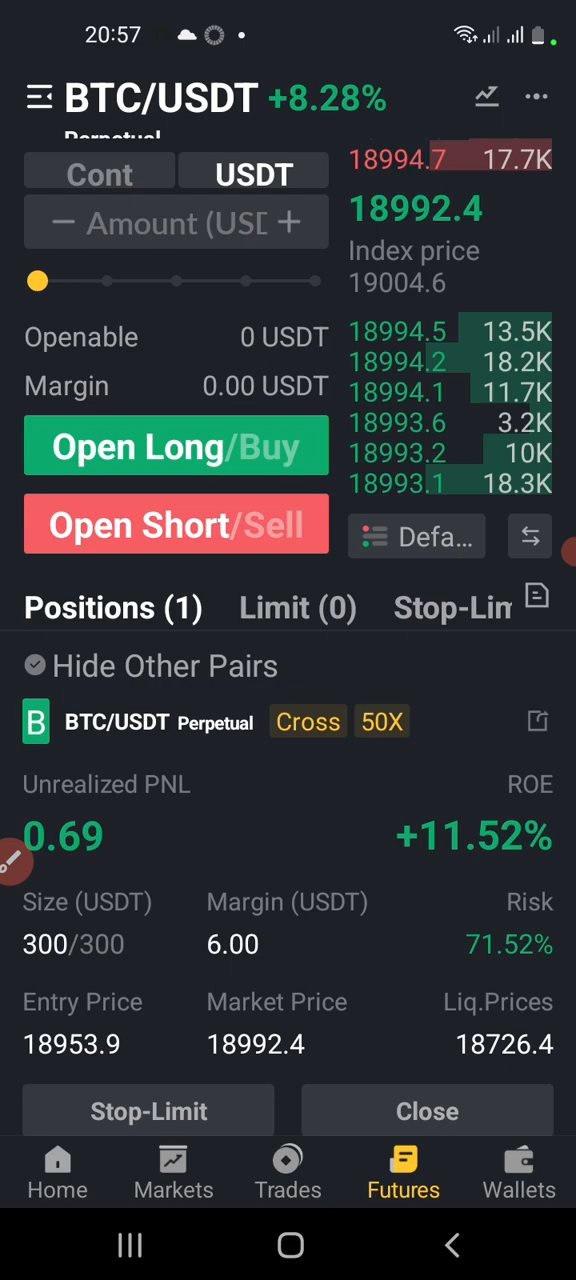 20:57
BTC/USDT +8.28%
Perpetual
Cont USDT
Amount (USD
Openable 0 USDT
Margin 0.00 USDT
Open Long/Buy
Open Short/Sell
18994.7 17.7K
18992.4
Index price
19004.6
18994.5 13.5K
18994.2 18.2K
18994.1 11.7K
18993.6 3.2K
18993.2 10K
18993.1 18.3K
Defa...
Positions (1) Limit (0) Stop-Lim
Hide Other Pairs
B BTC/USDT Perpetual Cross 50X
Unrealized PNL ROE
0.69 +11.52%
Size (USDT) Margin (USDT) Risk
300/300 6.00 71.52%
Entry Price Market Price Liq.Prices
18953.9 18992.4 18726.4
Stop-Limit Close
Home Markets Trades Futures Wallets